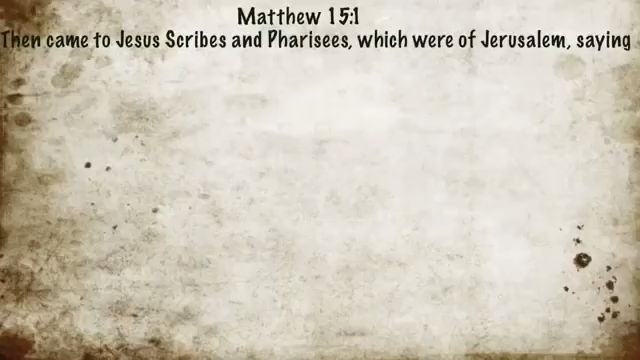 Matthew 15:1
Then came to Jesus Scribes and Pharisees, which were of Jerusalem, saying